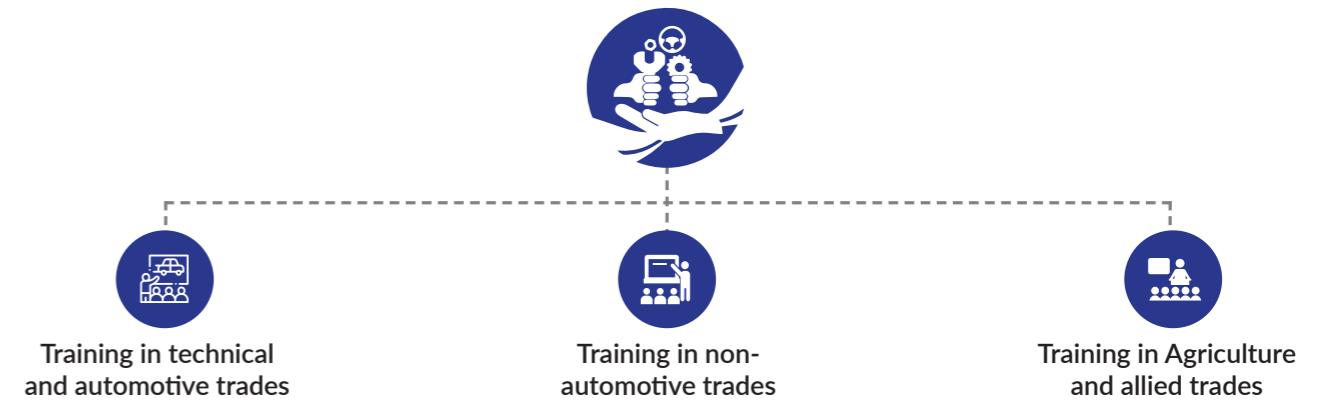 Training in technical
and automotive trades
Training in non-
automotive trades
Training in Agriculture
and allied trades